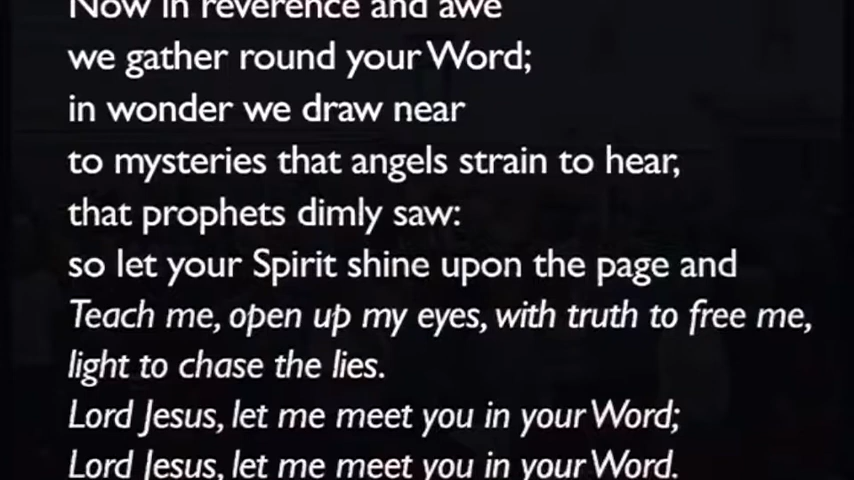 Now in reverence and awe
we gather round your Word;
in wonder we draw near
to mysteries that angels strain to hear,
that prophets dimly saw:
so let your Spirit shine upon the page and
Teach me, open up my eyes, with truth to free me,
light to chase the lies.
Lord Jesus, let me meet you in your Word;
Lord Jesus, let me meet you in your Word.